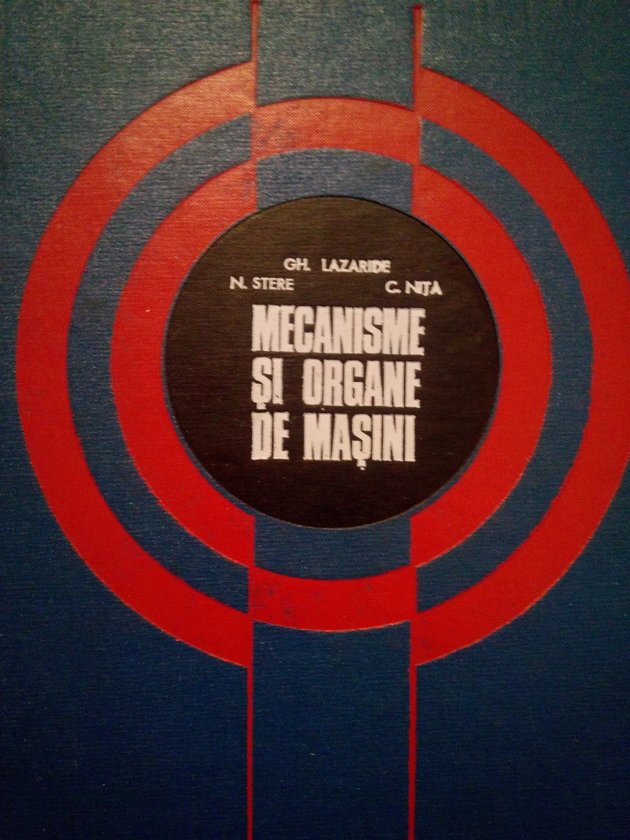 GH. LAZARIDE
N. STERE C. NIȚA
MECANISME
ȘI ORGANE
DE MAȘINI